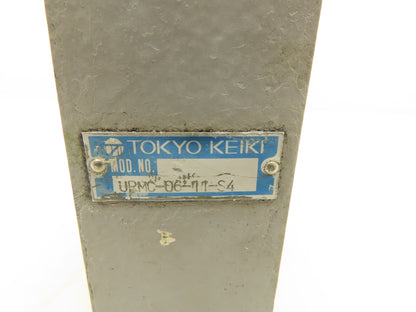 TOKYO KEIKI
MOD. NO.
URMC-06-11-S4